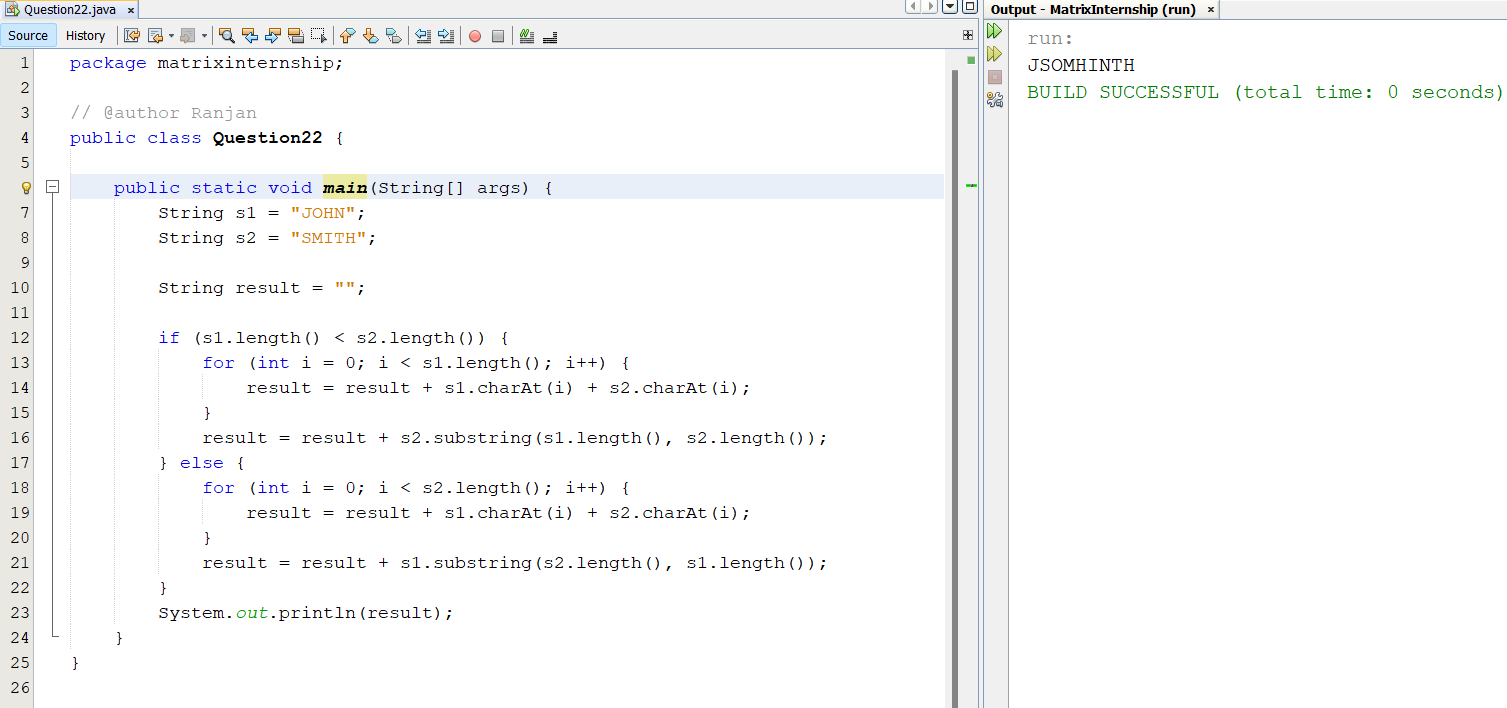 Question22.java ×
Source History
1 package matrixinternship;
2
3 // @author Ranjan
4 public class Question22 {
5
public static void main(String[] args) {
7 String s1 = "JOHN";
8 String s2 = "SMITH";
9
10 String result = "";
11
12 if (s1.length() < s2.length()) {
13 for (int i = 0; i < s1.length(); i++) {
14 result = result + s1.charAt(i) + s2.charAt(i);
15 }
16 result = result + s2.substring(s1.length(), s2.length());
17 } else {
18 for (int i = 0; i < s2.length(); i++) {
19 result = result + s1.charAt(i) + s2.charAt(i);
20 }
21 result = result + s1.substring(s2.length(), s1.length());
22 }
23 System.out.println(result);
24 }
25 }
26
Output - MatrixInternship (run) ×
run:
JSOMHINTH
BUILD SUCCESSFUL (total time: 0 seconds)